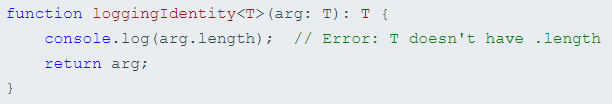 function loggingIdentity<T>(arg: T): T {
    console.log(arg.length);  // Error: T doesn't have .length
    return arg;
}